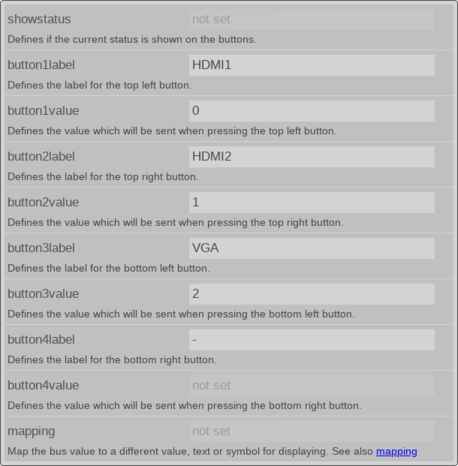 showstatus not set
Defines if the current status is shown on the buttons.
button1label HDMI1
Defines the label for the top left button.
button1value 0
Defines the value which will be sent when pressing the top left button.
button2label HDMI2
Defines the label for the top right button.
button2value 1
Defines the value which will be sent when pressing the top right button.
button3label VGA
Defines the label for the bottom left button.
button3value 2
Defines the value which will be sent when pressing the bottom left button.
button4label -
Defines the label for the bottom right button.
button4value not set
Defines the value which will be sent when pressing the bottom right button.
mapping not set
Map the bus value to a different value, text or symbol for displaying. See also mapping